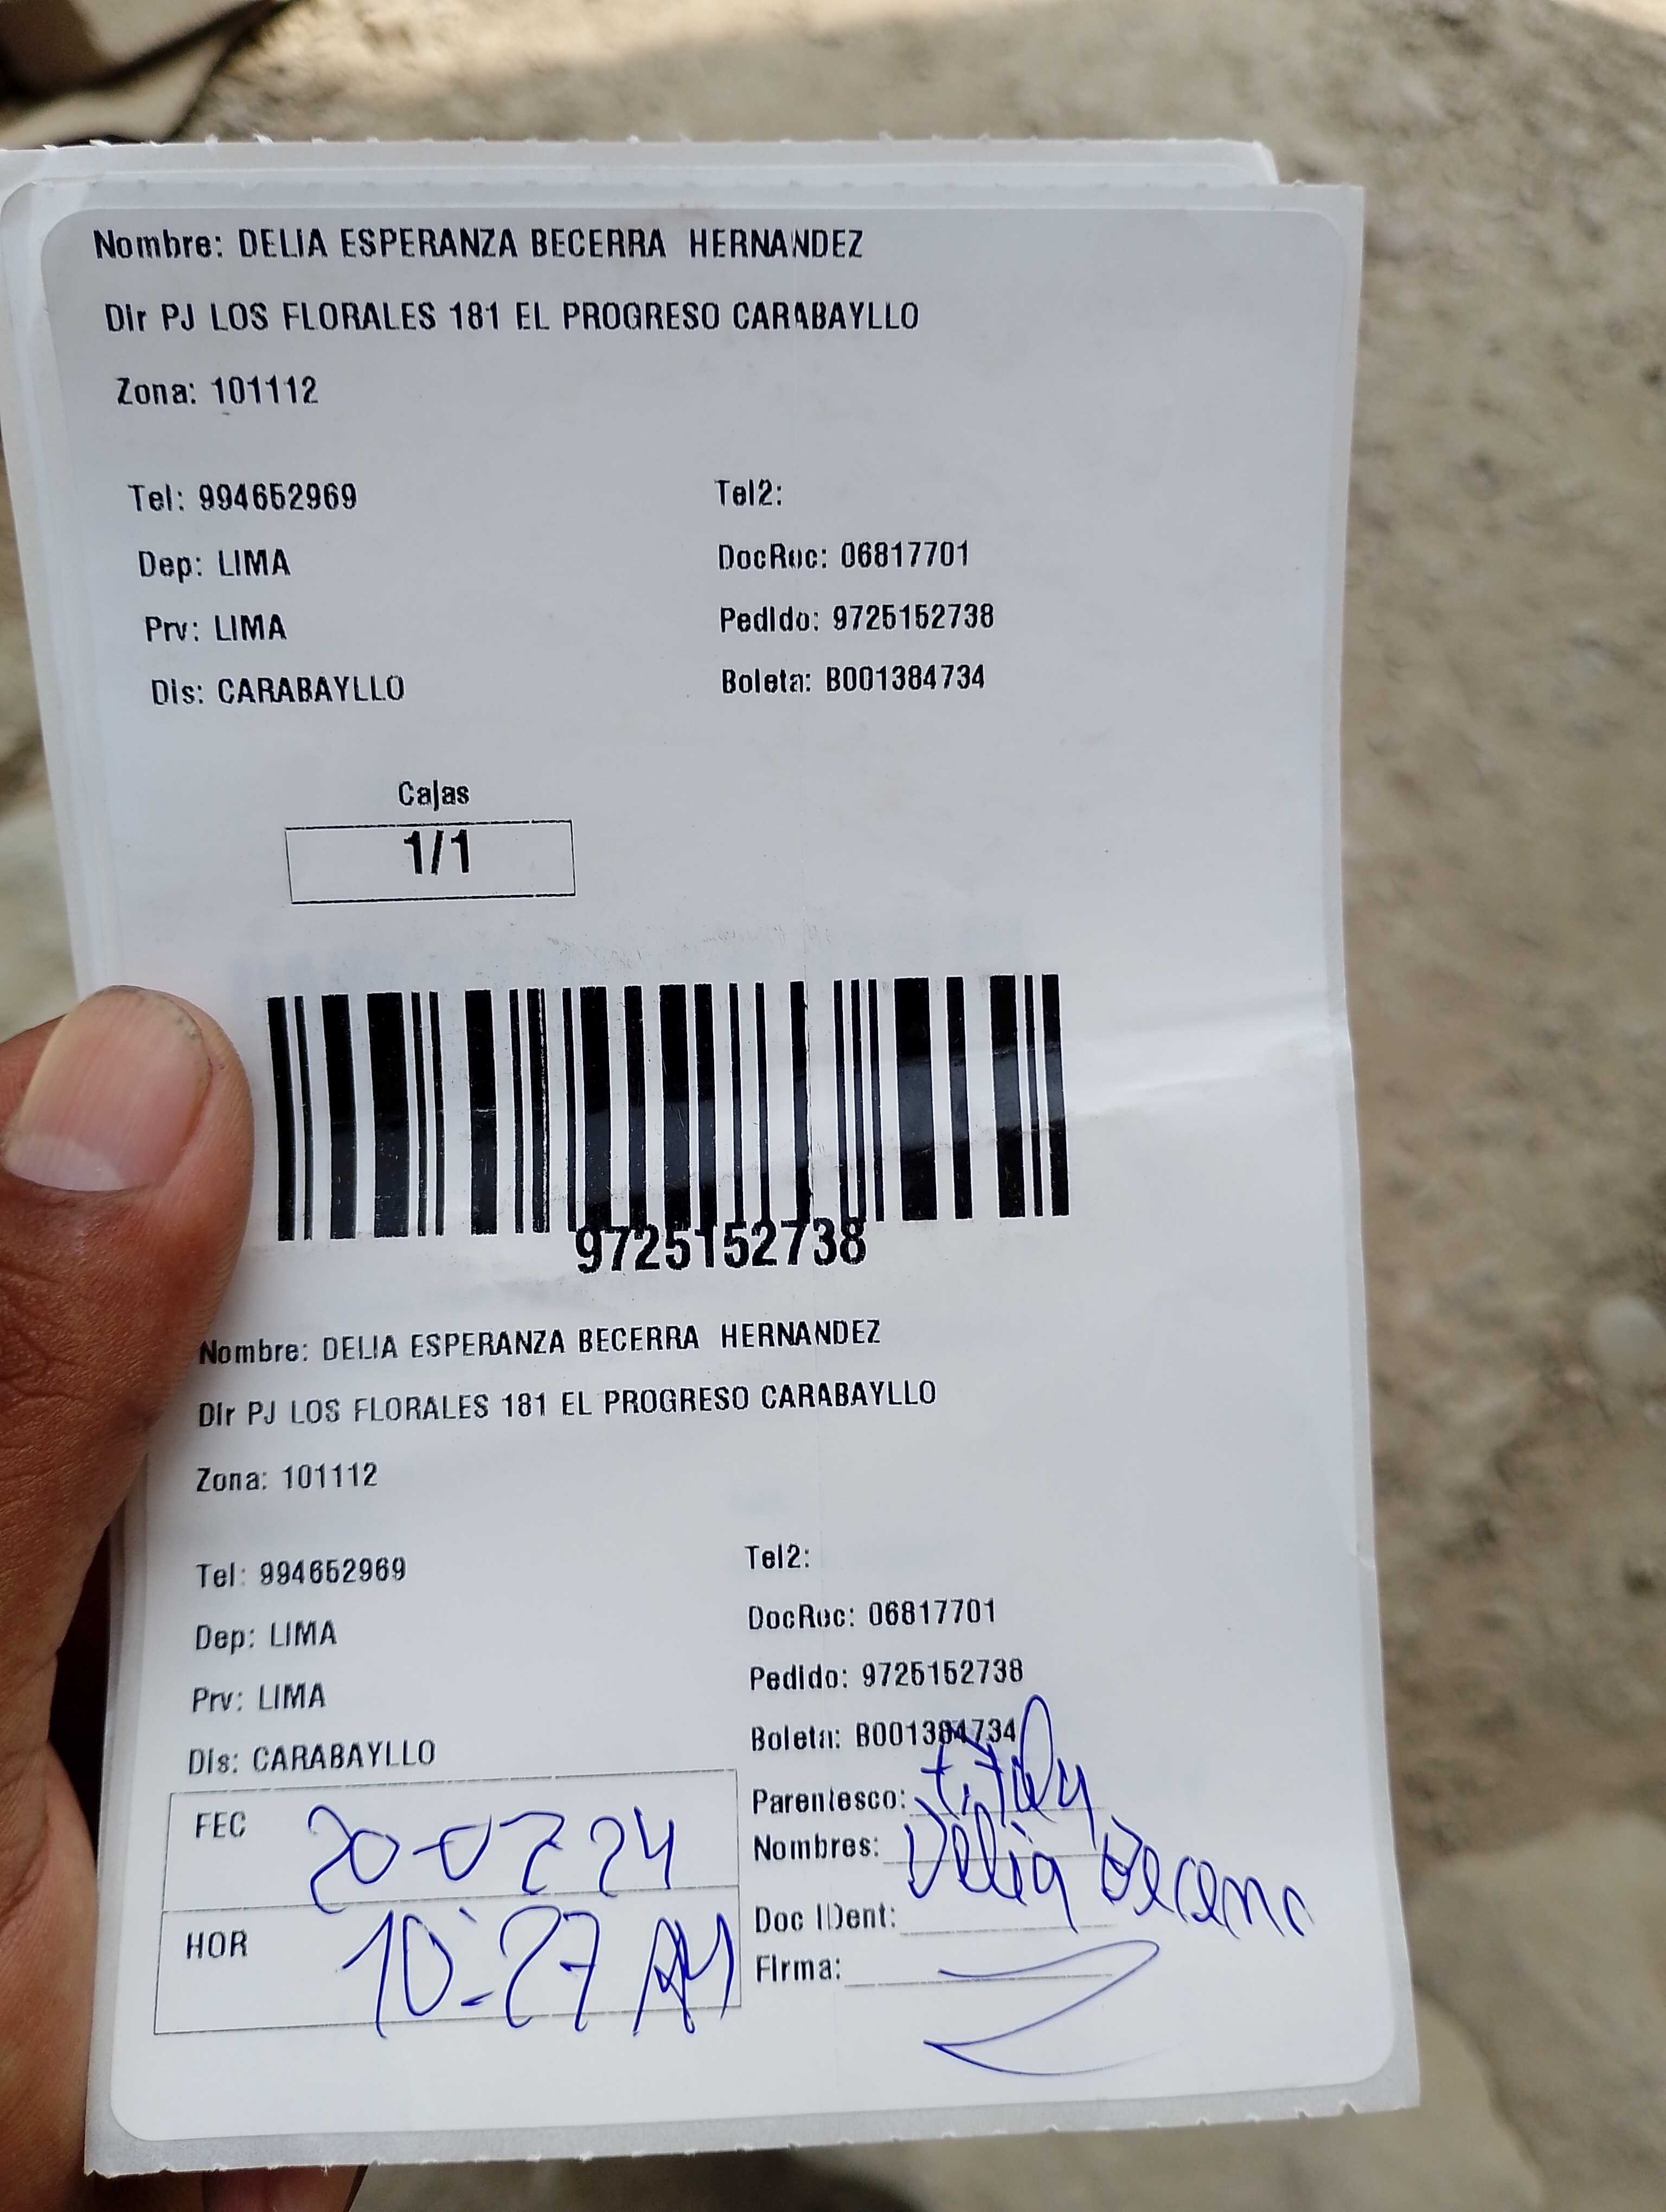 Nombre: DELIA ESPERANZA BECERRA HERNANDEZ
Dir PJ LOS FLORALES 181 EL PROGRESO CARABAYLLO
Zona: 101112
Tel: 994652969 Tel2:
Dep: LIMA DocRuc: 06817701
Prv: LIMA Pedido: 9725152738
Dis: CARABAYLLO Boleta: B001384734
Cajas
1/1
9725152738
Nombre: DELIA ESPERANZA BECERRA HERNANDEZ
Dir PJ LOS FLORALES 181 EL PROGRESO CARABAYLLO
Zona: 101112
Tel: 994652969 Tel2:
Dep: LIMA DocRuc: 06817701
Prv: LIMA Pedido: 9725152738
Dis: CARABAYLLO Boleta: B001384734
FEC 20-07 24
HOR 10:27 AM
Parentesco:
Nombres: Delia Becerra
Doc IDent:
Firma: